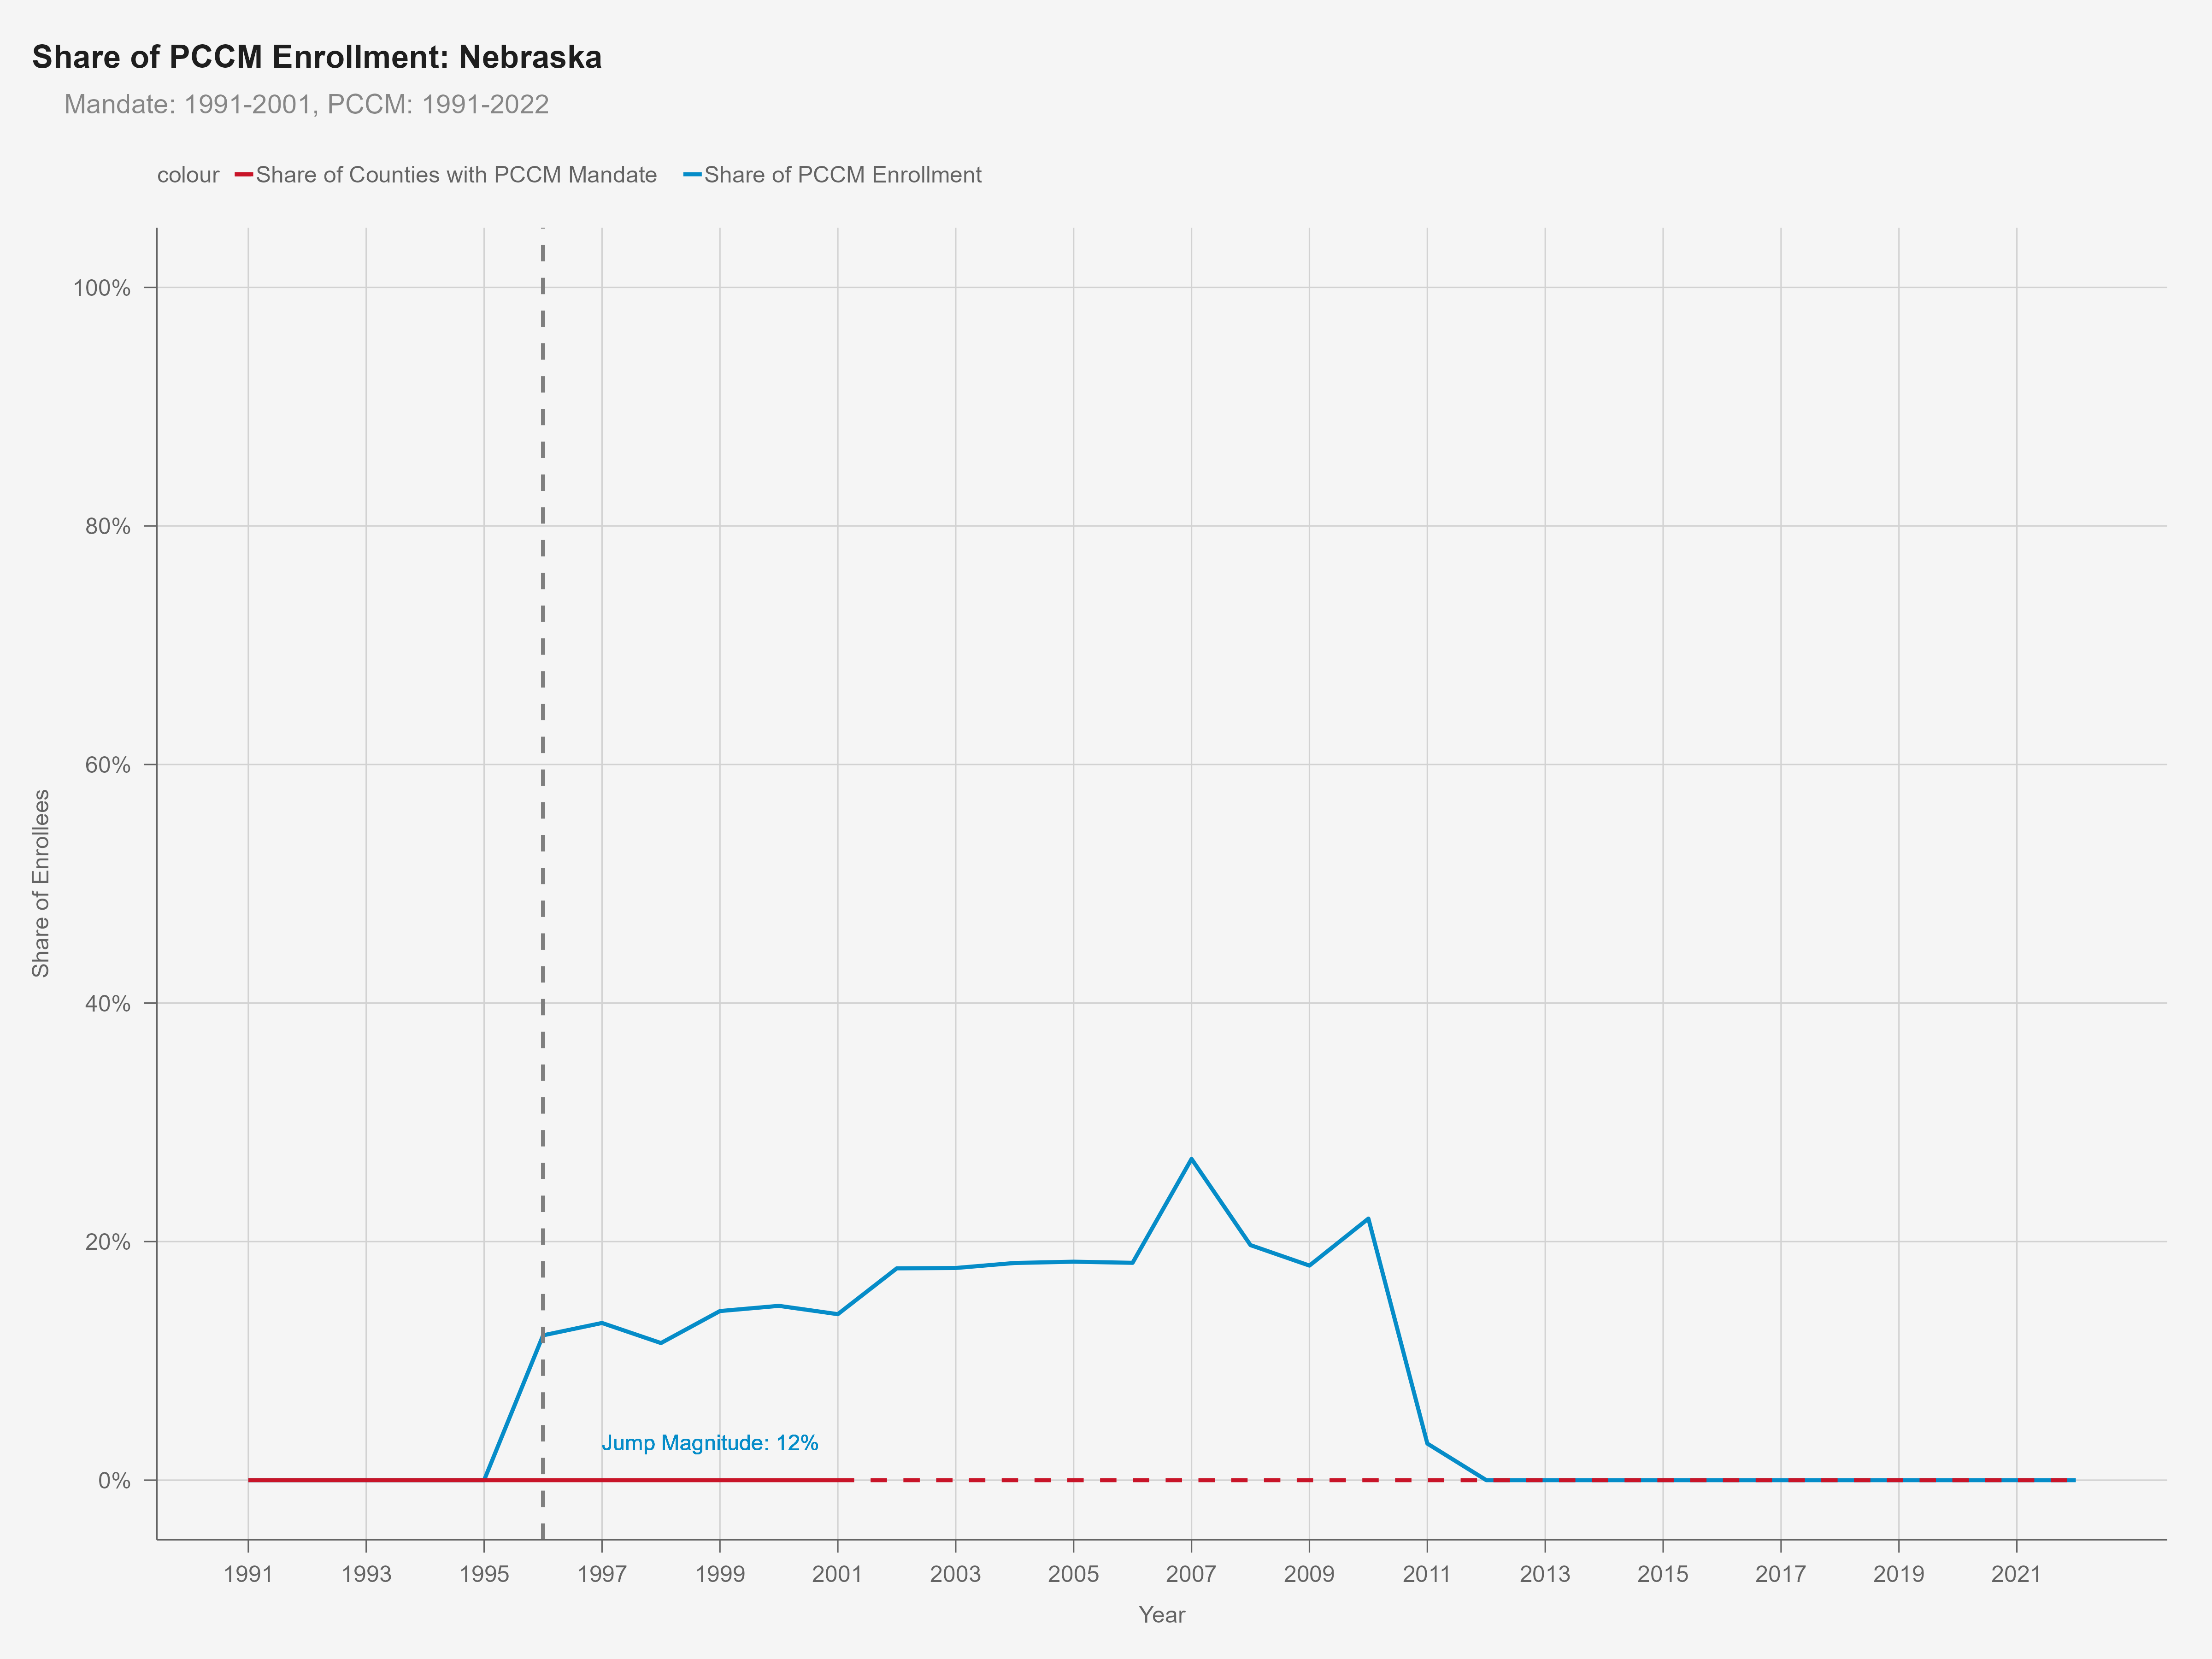 Share of PCCM Enrollment: Nebraska
Mandate: 1991-2001, PCCM: 1991-2022
colour Share of Counties with PCCM Mandate Share of PCCM Enrollment
100%
80%
60%
40%
20%
0%
Share of Enrollees
Jump Magnitude: 12%
1991 1993 1995 1997 1999 2001 2003 2005 2007 2009 2011 2013 2015 2017 2019 2021
Year